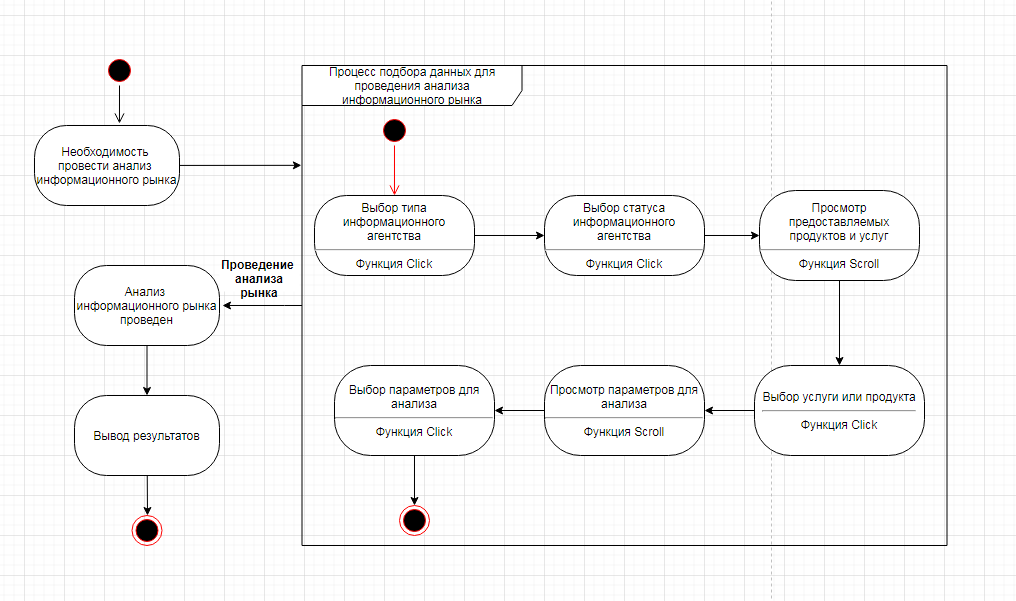 Процесс подбора данных для
проведения анализа
информационного рынка
Необходимость
провести анализ
информационного рынка
Выбор типа
информационного
агентства
Функция Click
Выбор статуса
информационного
агентства
Функция Click
Просмотр
предоставляемых
продуктов и услуг
Функция Scroll
Проведение
анализа
рынка
Анализ
информационного рынка
проведен
Выбор параметров для
анализа
Функция Click
Просмотр параметров для
анализа
Функция Scroll
Выбор услуги или продукта
Функция Click
Вывод результатов